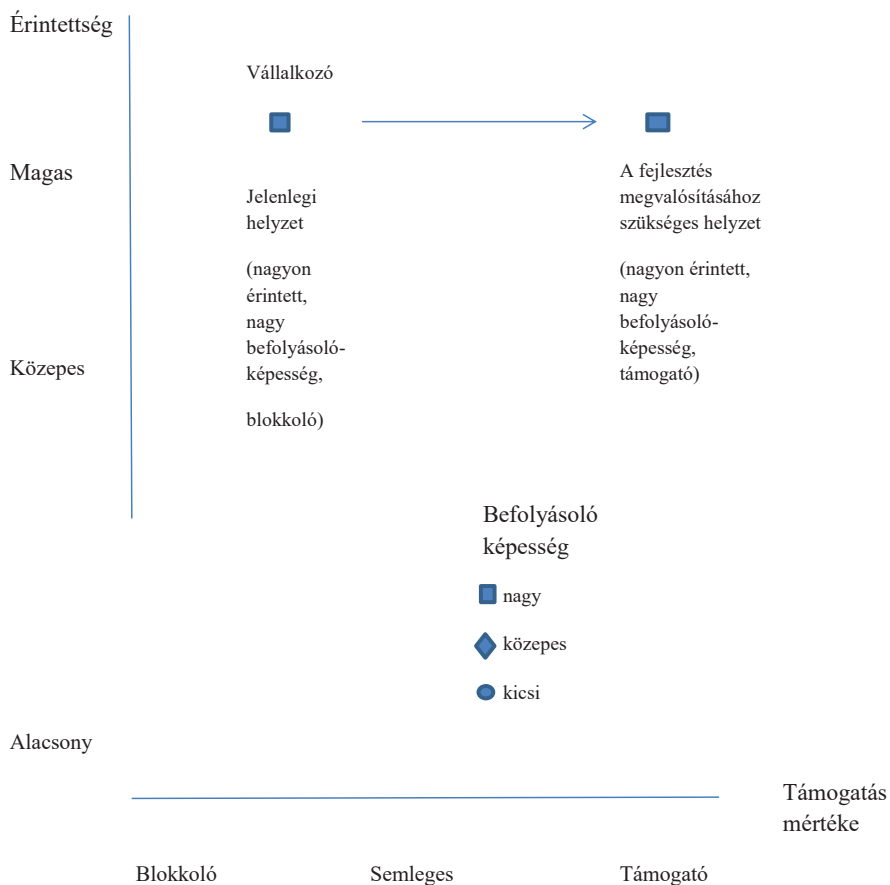 Érintettség
Vállalkozó
Magas
Jelenlegi
helyzet
(nagyon
érintett,
nagy
befolyásoló-
képesség,
blokkoló)
A fejlesztés
megvalósításához
szükséges helyzet
(nagyon érintett,
nagy
befolyásoló-
képesség,
támogató)
Közepes
Befolyásoló
képesség
nagy
közepes
kicsi
Alacsony
Támogatás
mértéke
Blokkoló
Semleges
Támogató